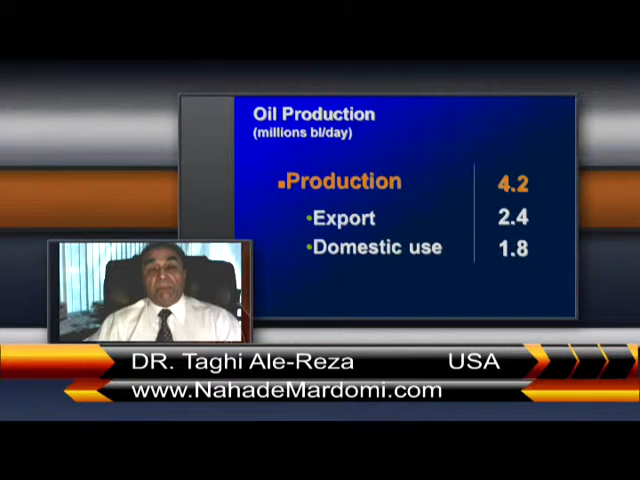 Oil Production
(millions bl/day)
▪Production 4.2
•Export 2.4
•Domestic use 1.8
DR. Taghi Ale-Reza USA
www.NahadeMardomi.com